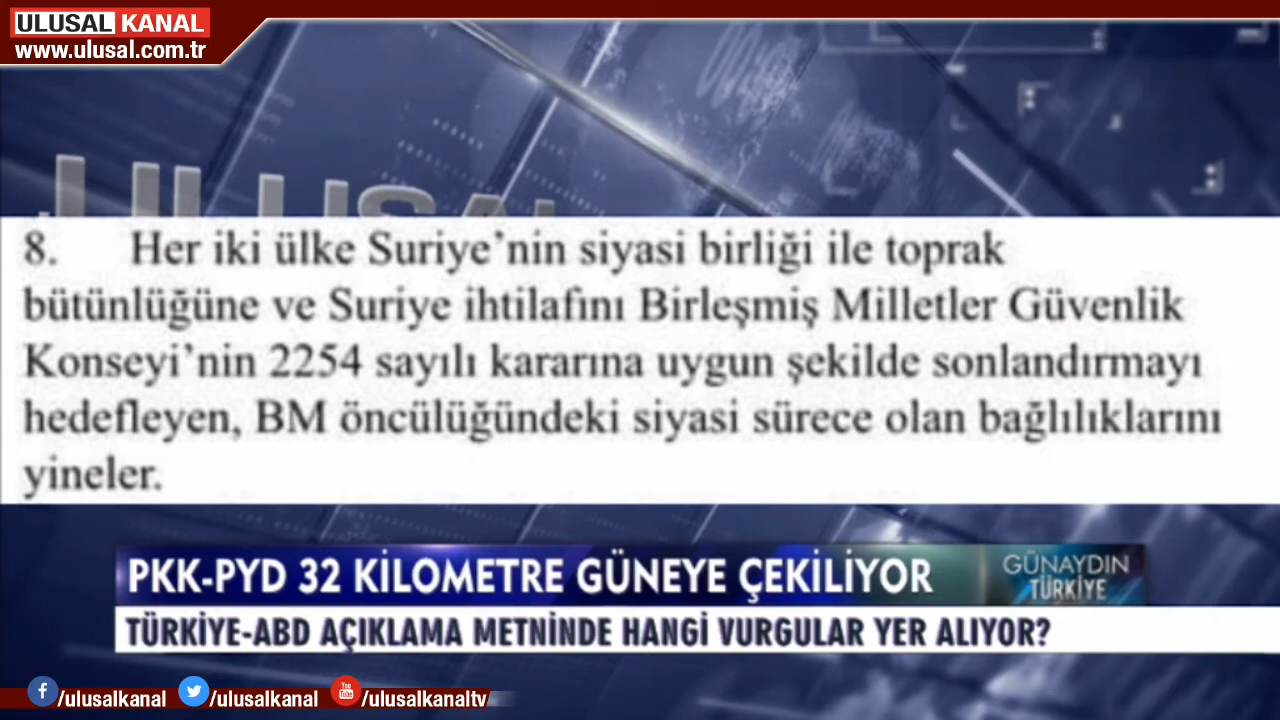 ULUSAL KANAL
www.ulusal.com.tr
ULUSAL
8. Her iki ülke Suriye’nin siyasi birliği ile toprak
bütünlüğüne ve Suriye ihtilafını Birleşmiş Milletler Güvenlik
Konseyi’nin 2254 sayılı kararına uygun şekilde sonlandırmayı
hedefleyen, BM öncülüğündeki siyasi sürece olan bağlılıklarını
yineler.
PKK-PYD 32 KİLOMETRE GÜNEYE ÇEKİLİYOR
GÜNAYDIN
TÜRKİYE
TÜRKİYE-ABD AÇIKLAMA METNİNDE HANGİ VURGULAR YER ALIYOR?
/ulusalkanal /ulusalkanal You Tube /ulusalkanaltv